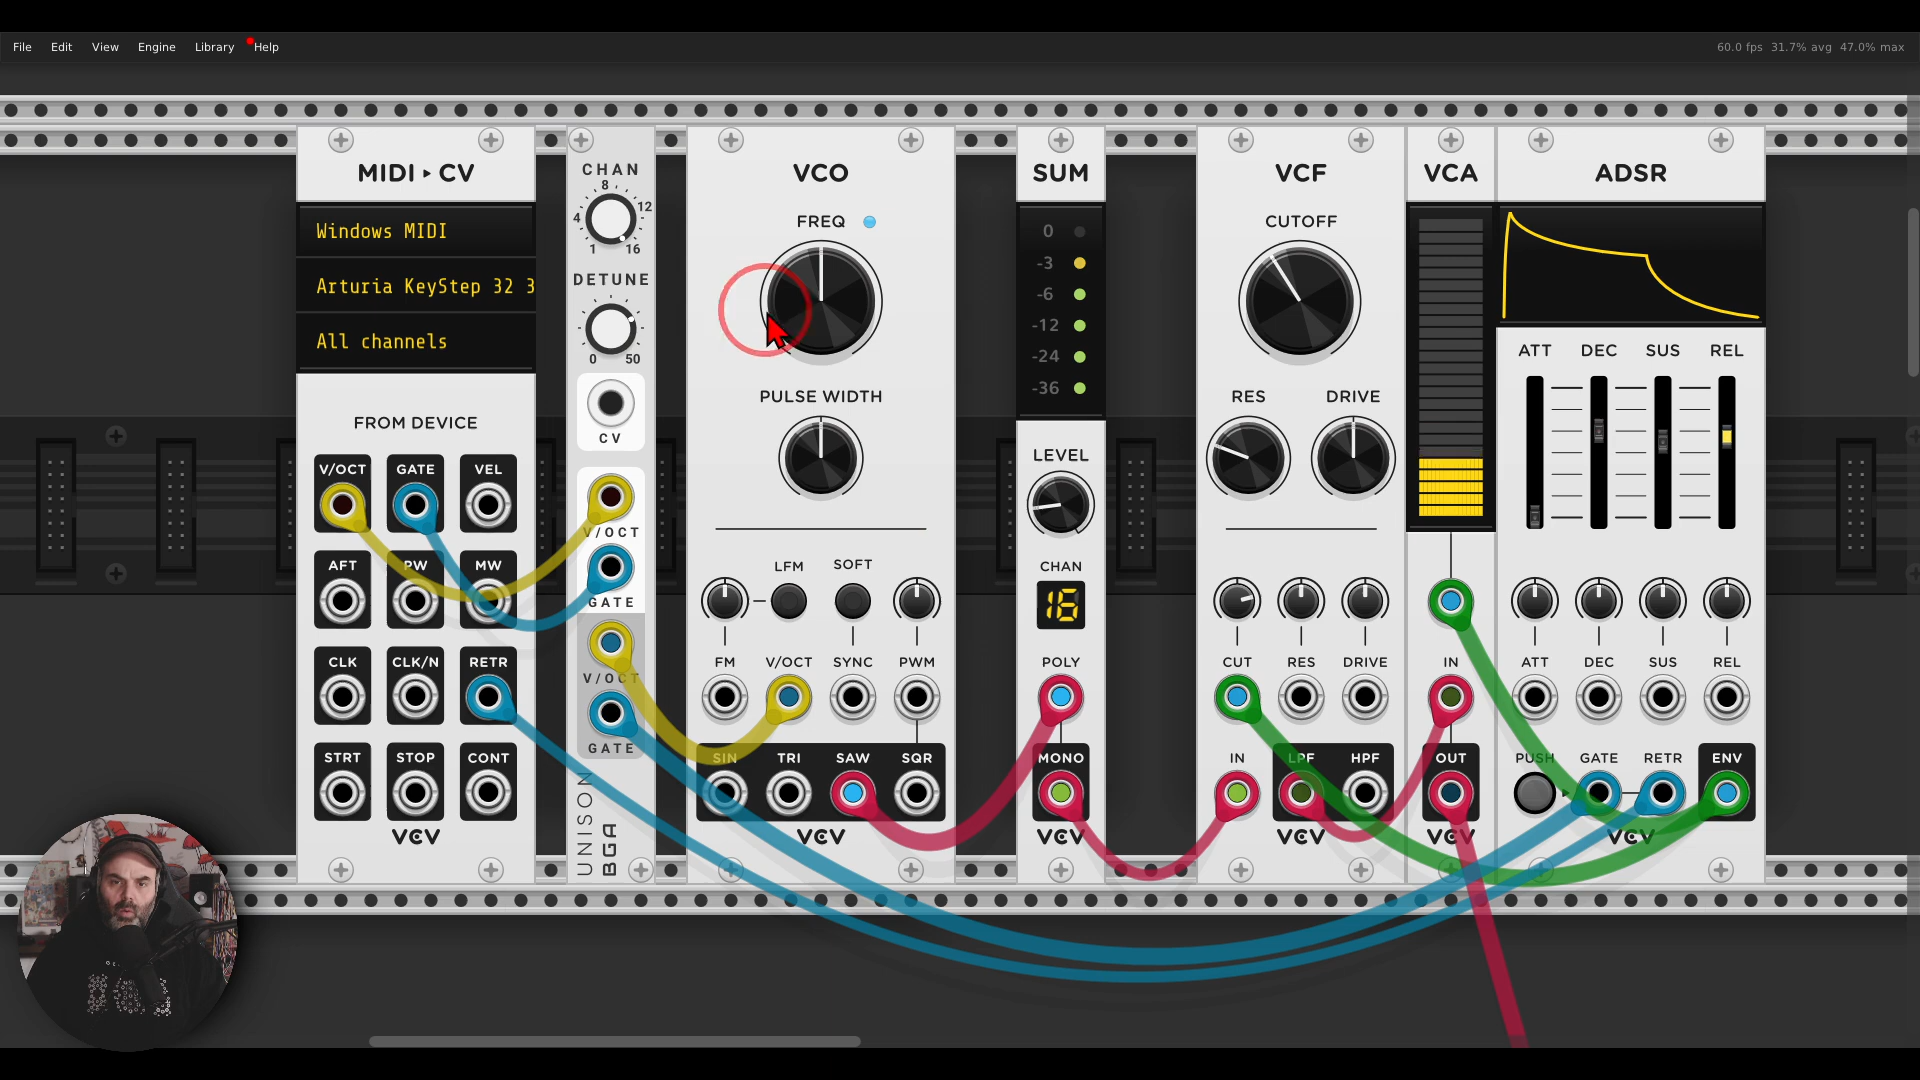 File Edit View Engine Library Help
60.0 fps 31.7% avg 47.0% max
MIDI ▸ CV
Windows MIDI
Arturia KeyStep 32 3
All channels
FROM DEVICE
V/OCT GATE VEL
AFT PW MW
CLK CLK/N RETR
STRT STOP CONT
VCV
CHAN
8
4 12
1 16
DETUNE
0 50
CV
V/OCT
GATE
V/OCT
GATE
UNISON
BGA
VCO
FREQ
PULSE WIDTH
LFM SOFT
FM V/OCT SYNC PWM
SIN TRI SAW SQR
VCV
SUM
0
-3
-6
-12
-24
-36
LEVEL
CHAN
16
POLY
MONO
VCV
VCF
CUTOFF
RES DRIVE
CUT RES DRIVE
IN LPF HPF
VCV
VCA
IN
OUT
VCV
ADSR
ATT DEC SUS REL
ATT DEC SUS REL
PUSH GATE RETR ENV
VCV